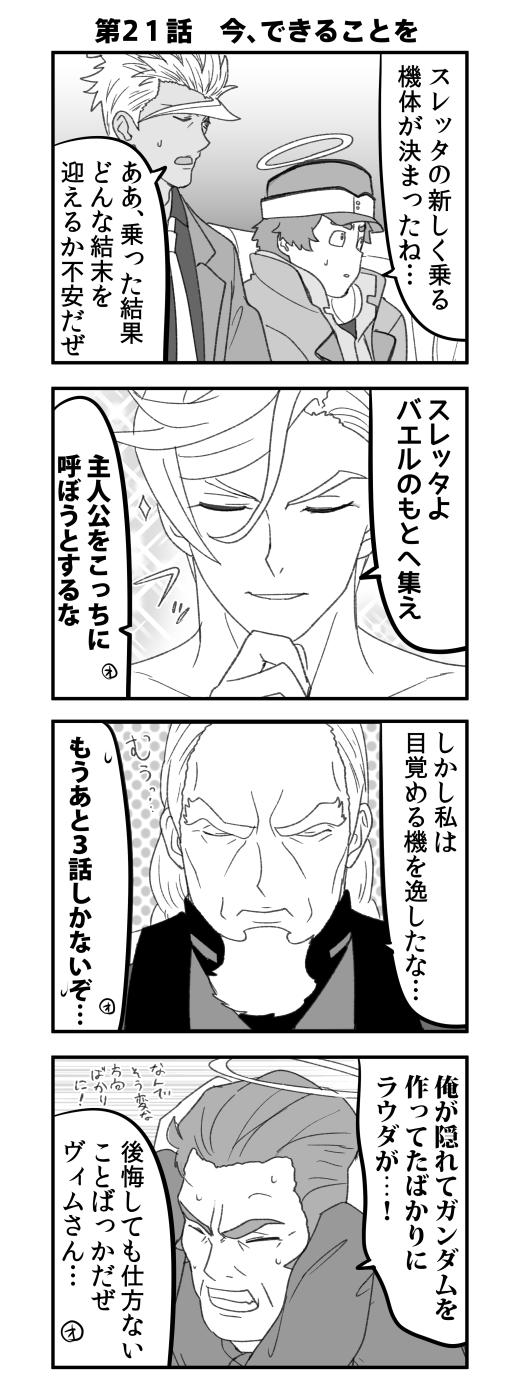 第21話　今、できることを
スレッタの新しく乗る
機体が決まったね…
ああ、乗った結果
どんな結末を
迎えるか不安だぜ
スレッタよ
バエルのもとへ集え
フッ
主人公をこっちに
呼ぼうとするな
オ
しかし私は
目覚める機を逸したな…
むぅ…
もうあと3話しかないぞ…
オ
俺が隠れてガンダムを
作ってたばかりに
ラウダが…！
なんで
そう変な
方向
ばかり
に！
後悔しても仕方ない
ことばっかだぜ
ヴィムさん…
オ